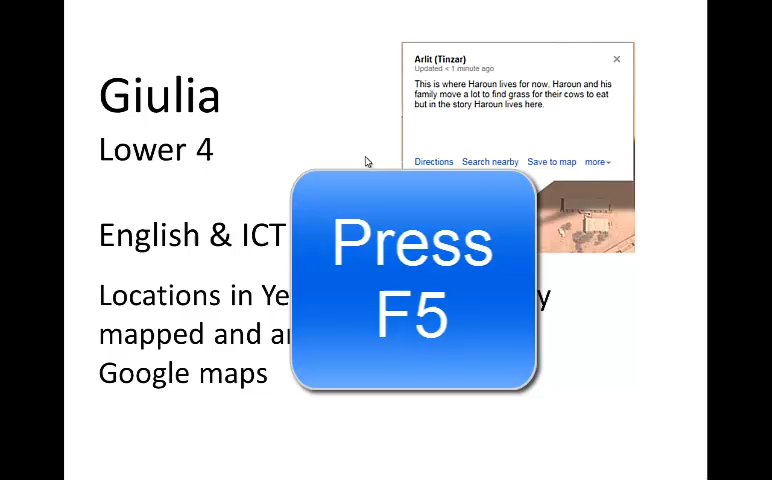 Giulia
Lower 4
Arlit (Tinzar)
Updated < 1 minute ago
This is where Haroun lives for now. Haroun and his
family move a lot to find grass for their cows to eat
but in the story Haroun lives here.
Directions Search nearby Save to map more
English & ICT
Press
F5
Locations in
mapped and
Google maps